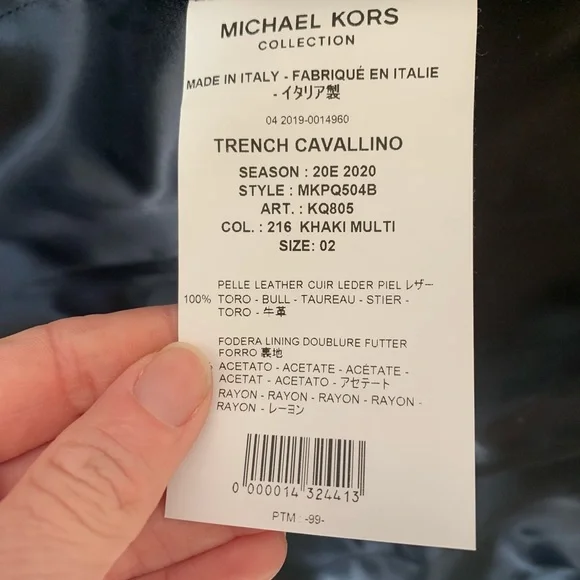 MICHAEL KORS
COLLECTION
MADE IN ITALY - FABRIQUÉ EN ITALIE
- イタリア製
04 2019-0014960
TRENCH CAVALLINO
SEASON : 20E 2020
STYLE : MKPQ504B
ART. : KQ805
COL. : 216 KHAKI MULTI
SIZE: 02
PELLE LEATHER CUIR LEDER PIEL レザー
100% TORO - BULL - TAUREAU - STIER -
TORO - 牛革
FODERA LINING DOUBLURE FUTTER
FORRO 裏地
ACETATO - ACETATE - ACÉTATE -
ACETAT - ACETATO - アセテート
RAYON - RAYON - RAYON - RAYON -
RAYON - レーヨン
0 000014 324413
PTM : -99-